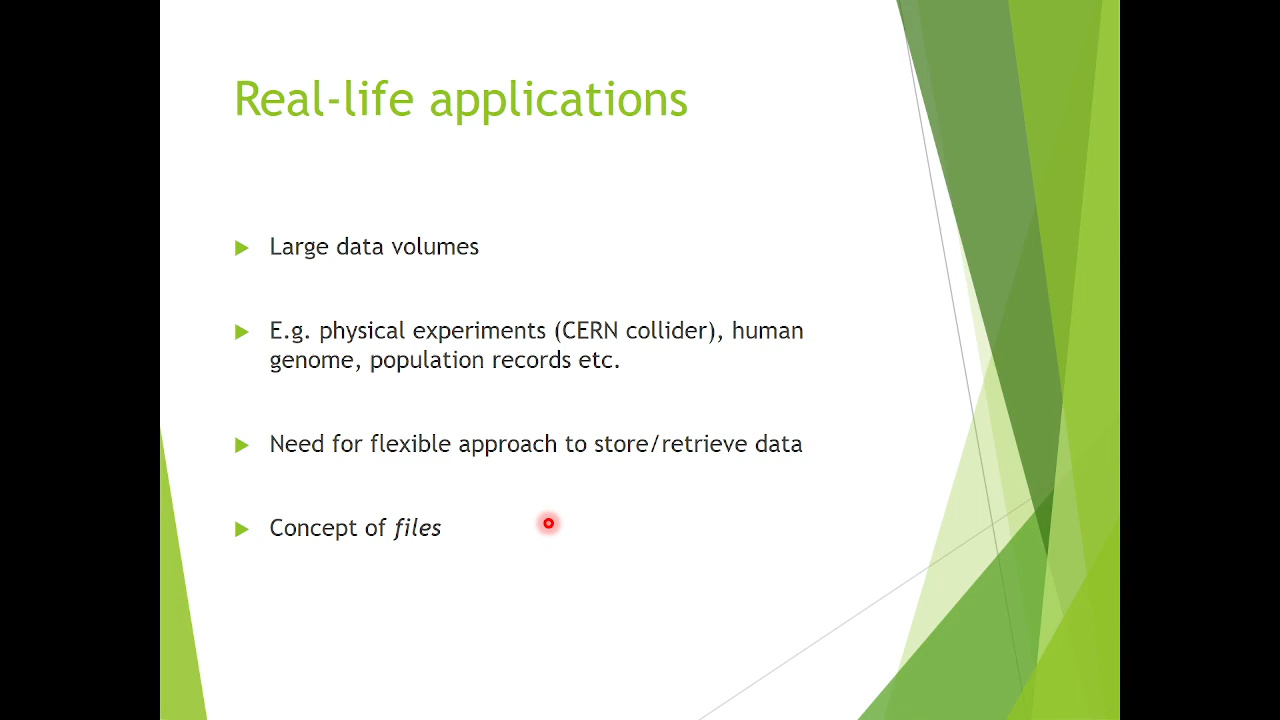 Real-life applications
Large data volumes
E.g. physical experiments (CERN collider), human
genome, population records etc.
Need for flexible approach to store/retrieve data
Concept of files